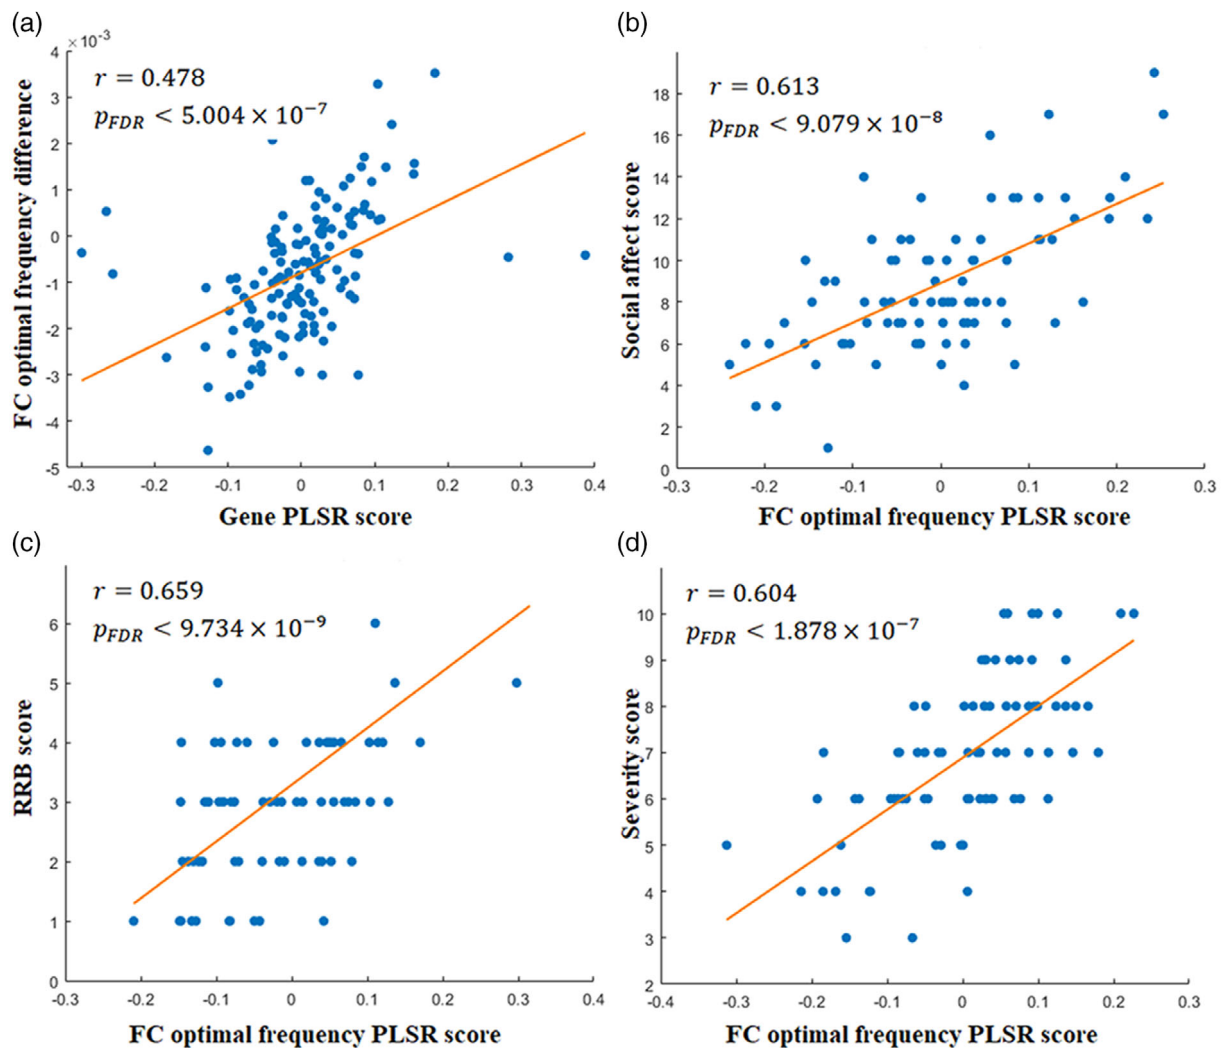 (a)
×10⁻³
r = 0.478
p_FDR < 5.004 × 10⁻⁷
FC optimal frequency difference
4
3
2
1
0
-1
-2
-3
-4
-5
-0.3 -0.2 -0.1 0 0.1 0.2 0.3 0.4
Gene PLSR score
(b)
r = 0.613
p_FDR < 9.079 × 10⁻⁸
Social affect score
18
16
14
12
10
8
6
4
2
0
-0.3 -0.2 -0.1 0 0.1 0.2 0.3
FC optimal frequency PLSR score
(c)
r = 0.659
p_FDR < 9.734 × 10⁻⁹
RRB score
6
5
4
3
2
1
0
-0.3 -0.2 -0.1 0 0.1 0.2 0.3 0.4
FC optimal frequency PLSR score
(d)
r = 0.604
p_FDR < 1.878 × 10⁻⁷
Severity score
10
9
8
7
6
5
4
3
2
-0.4 -0.3 -0.2 -0.1 0 0.1 0.2 0.3
FC optimal frequency PLSR score